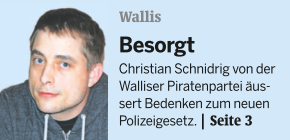 Wallis
Besorgt
Christian Schnidrig von der
Walliser Piratenpartei äus-
sert Bedenken zum neuen
Polizeigesetz. | Seite 3